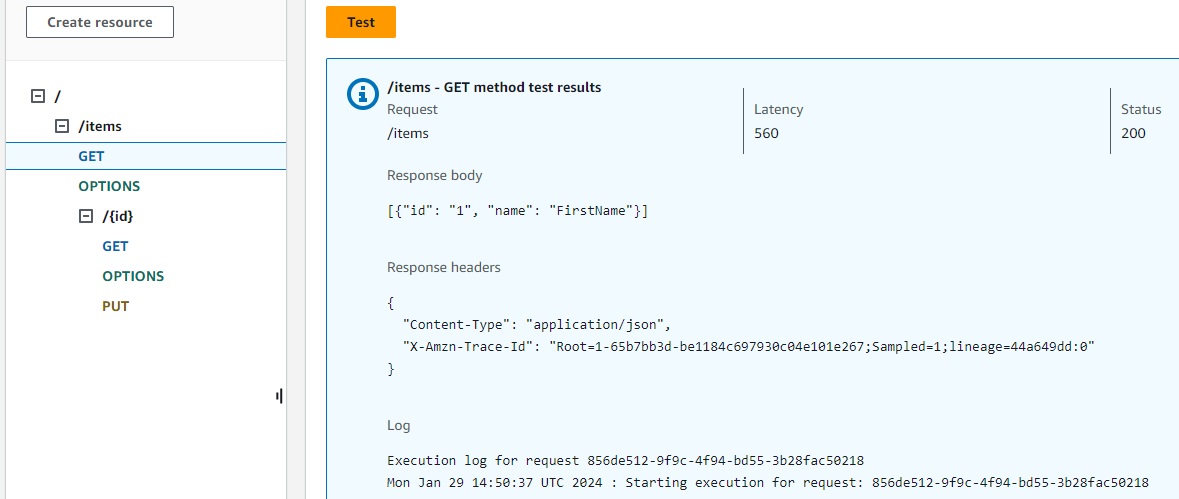 Create resource
/
/items
GET
OPTIONS
/{id}
GET
OPTIONS
PUT
Test
/items - GET method test results
Request
/items
Latency
560
Status
200
Response body
[{"id": "1", "name": "FirstName"}]
Response headers
{
"Content-Type": "application/json",
"X-Amzn-Trace-Id": "Root=1-65b7bb3d-be1184c697930c04e101e267;Sampled=1;lineage=44a649dd:0"
}
Log
Execution log for request 856de512-9f9c-4f94-bd55-3b28fac50218
Mon Jan 29 14:50:37 UTC 2024 : Starting execution for request: 856de512-9f9c-4f94-bd55-3b28fac50218